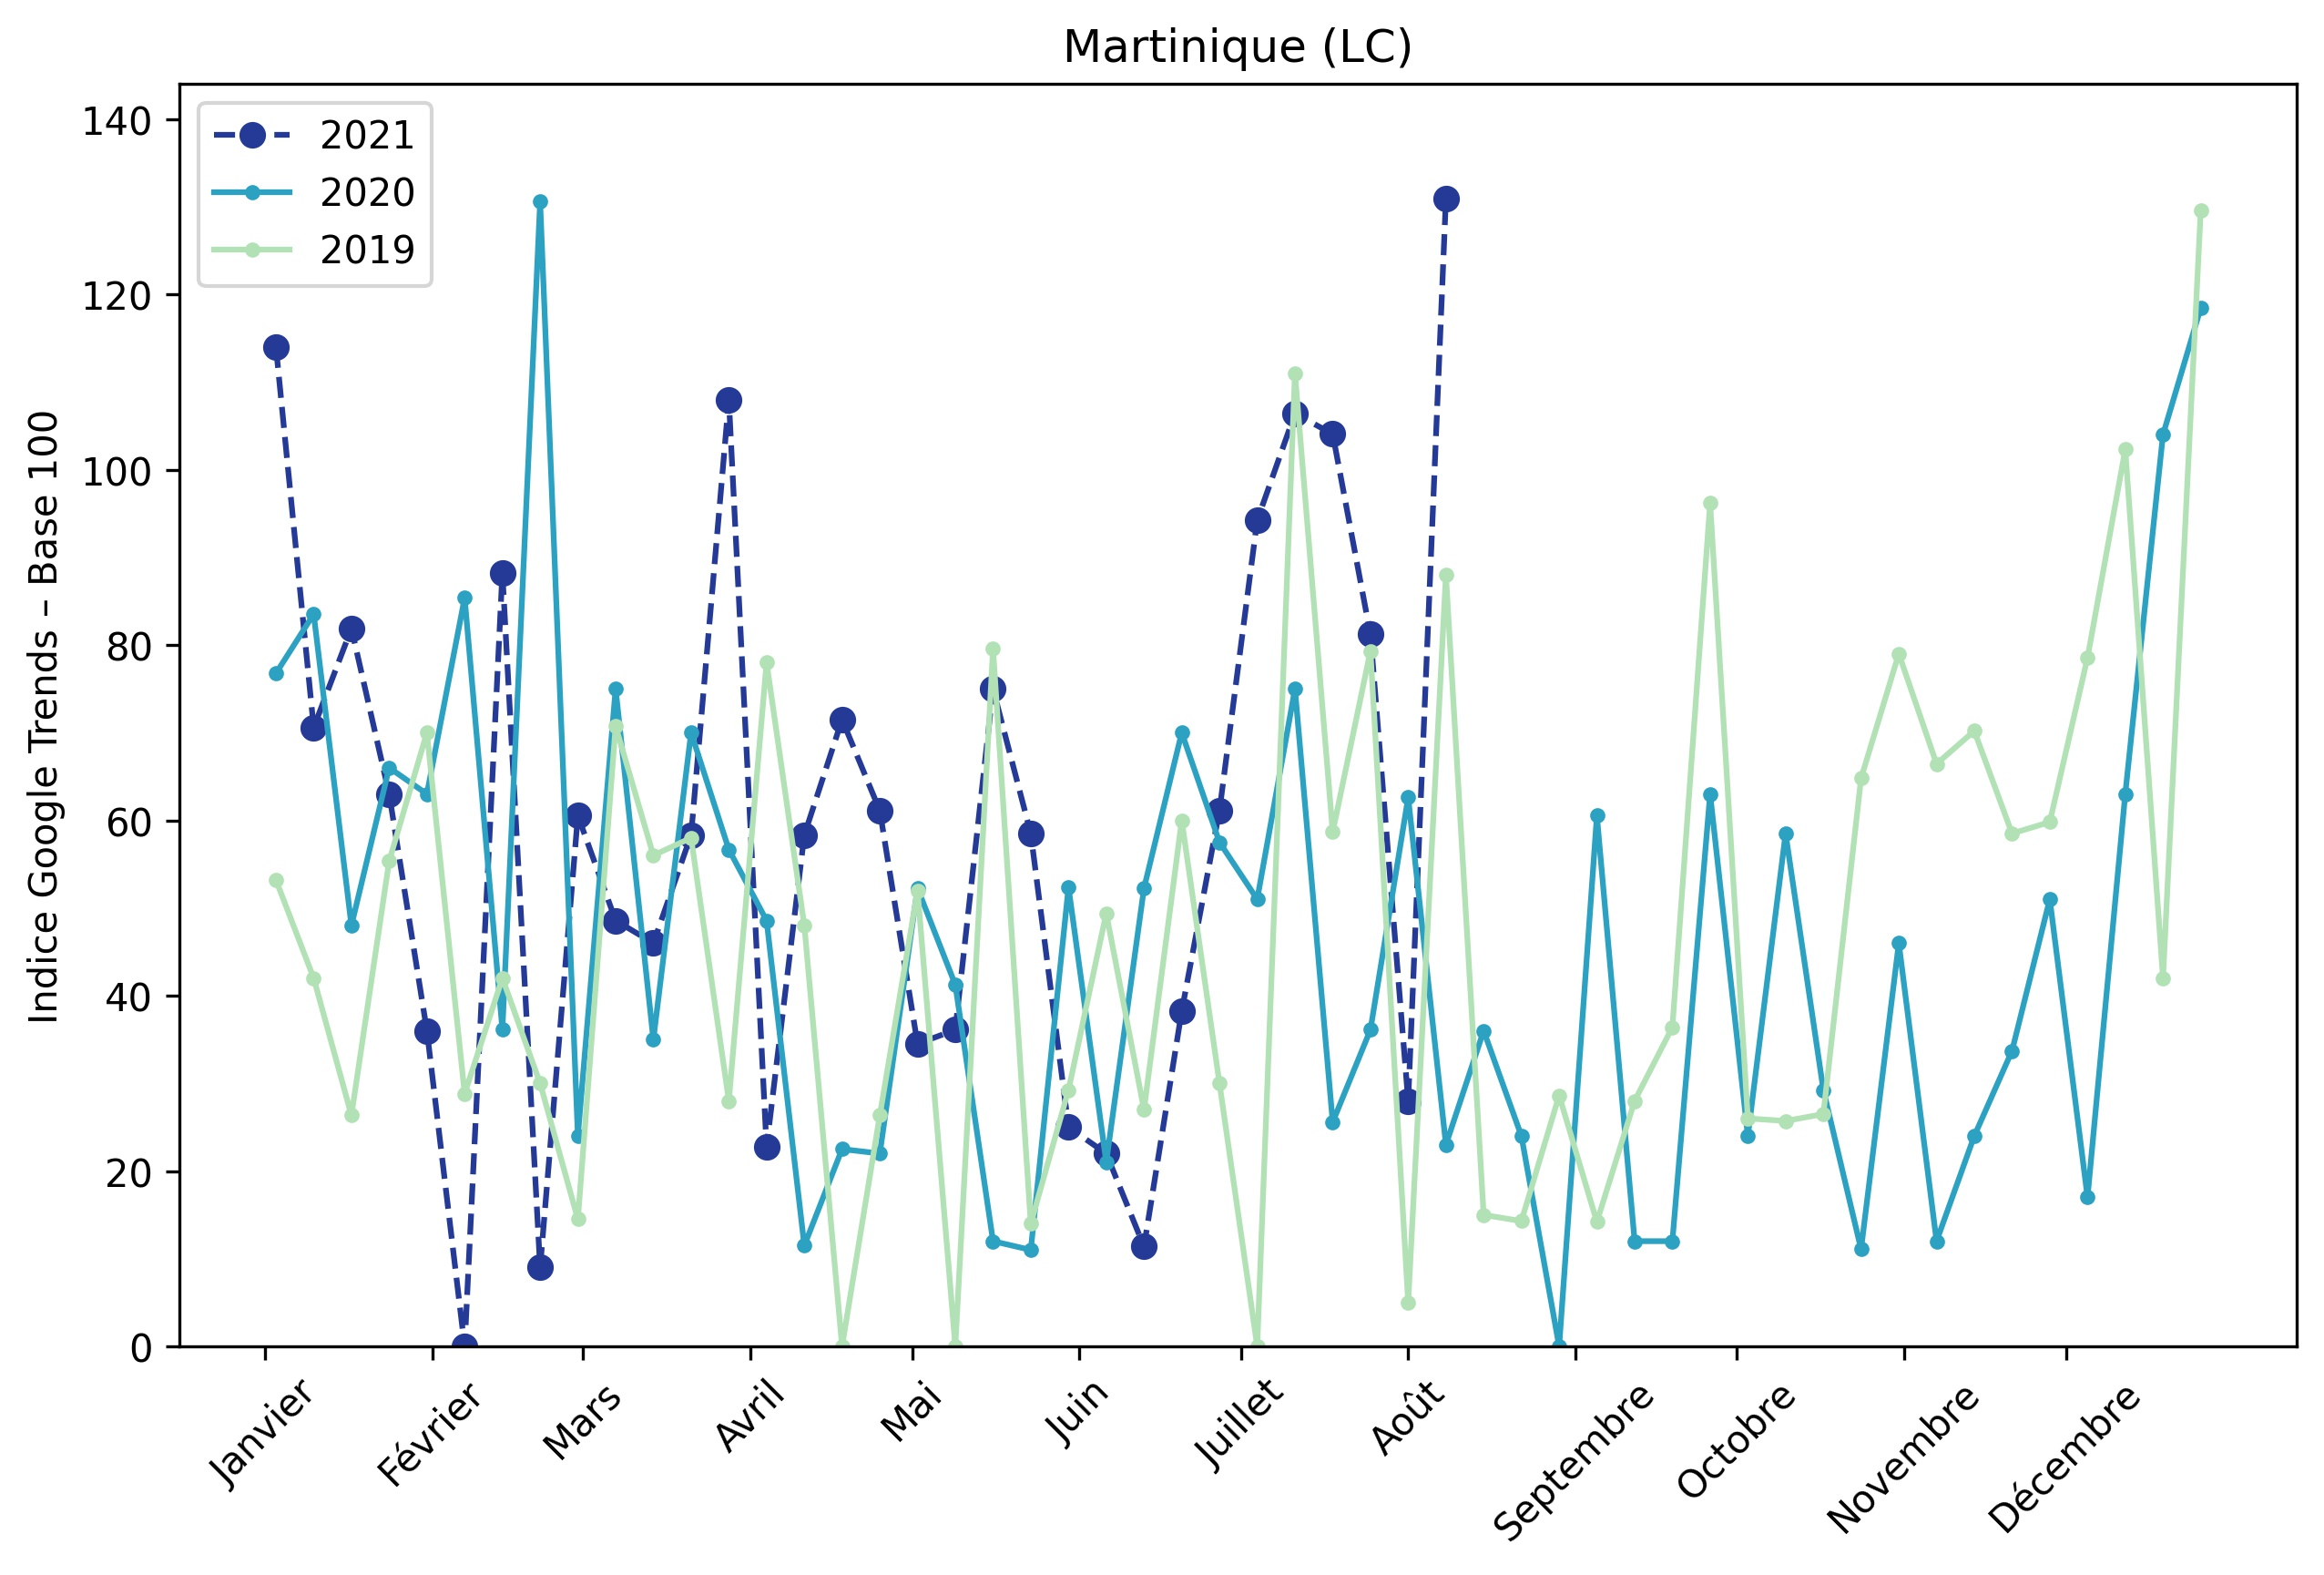 Martinique (LC)
2021
2020
2019
Indice Google Trends – Base 100
140
120
100
80
60
40
20
0
Janvier
Février
Mars
Avril
Mai
Juin
Juillet
Août
Septembre
Octobre
Novembre
Décembre